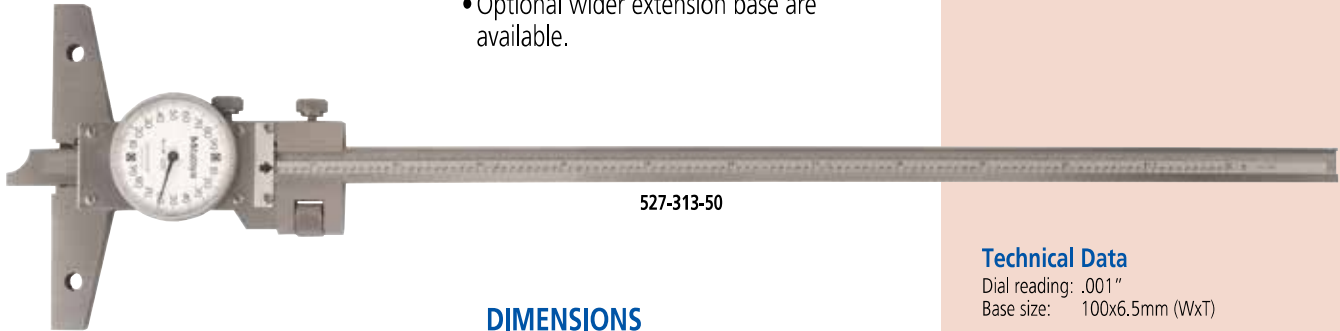 • Optional wider extension base are
available.
Mitutoyo
527-313-50
Technical Data
Dial reading: .001"
Base size: 100x6.5mm (WxT)
DIMENSIONS